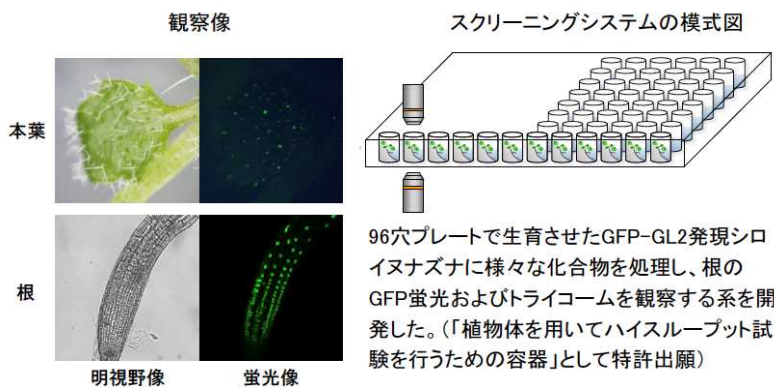 観察像
スクリーニングシステムの模式図
本葉
根
明視野像
蛍光像
96穴プレートで生育させたGFP-GL2発現シロ
イヌナズナに様々な化合物を処理し、根の
GFP蛍光およびトライコームを観察する系を開
発した。(「植物体を用いてハイスループット試
験を行うための容器」として特許出願)